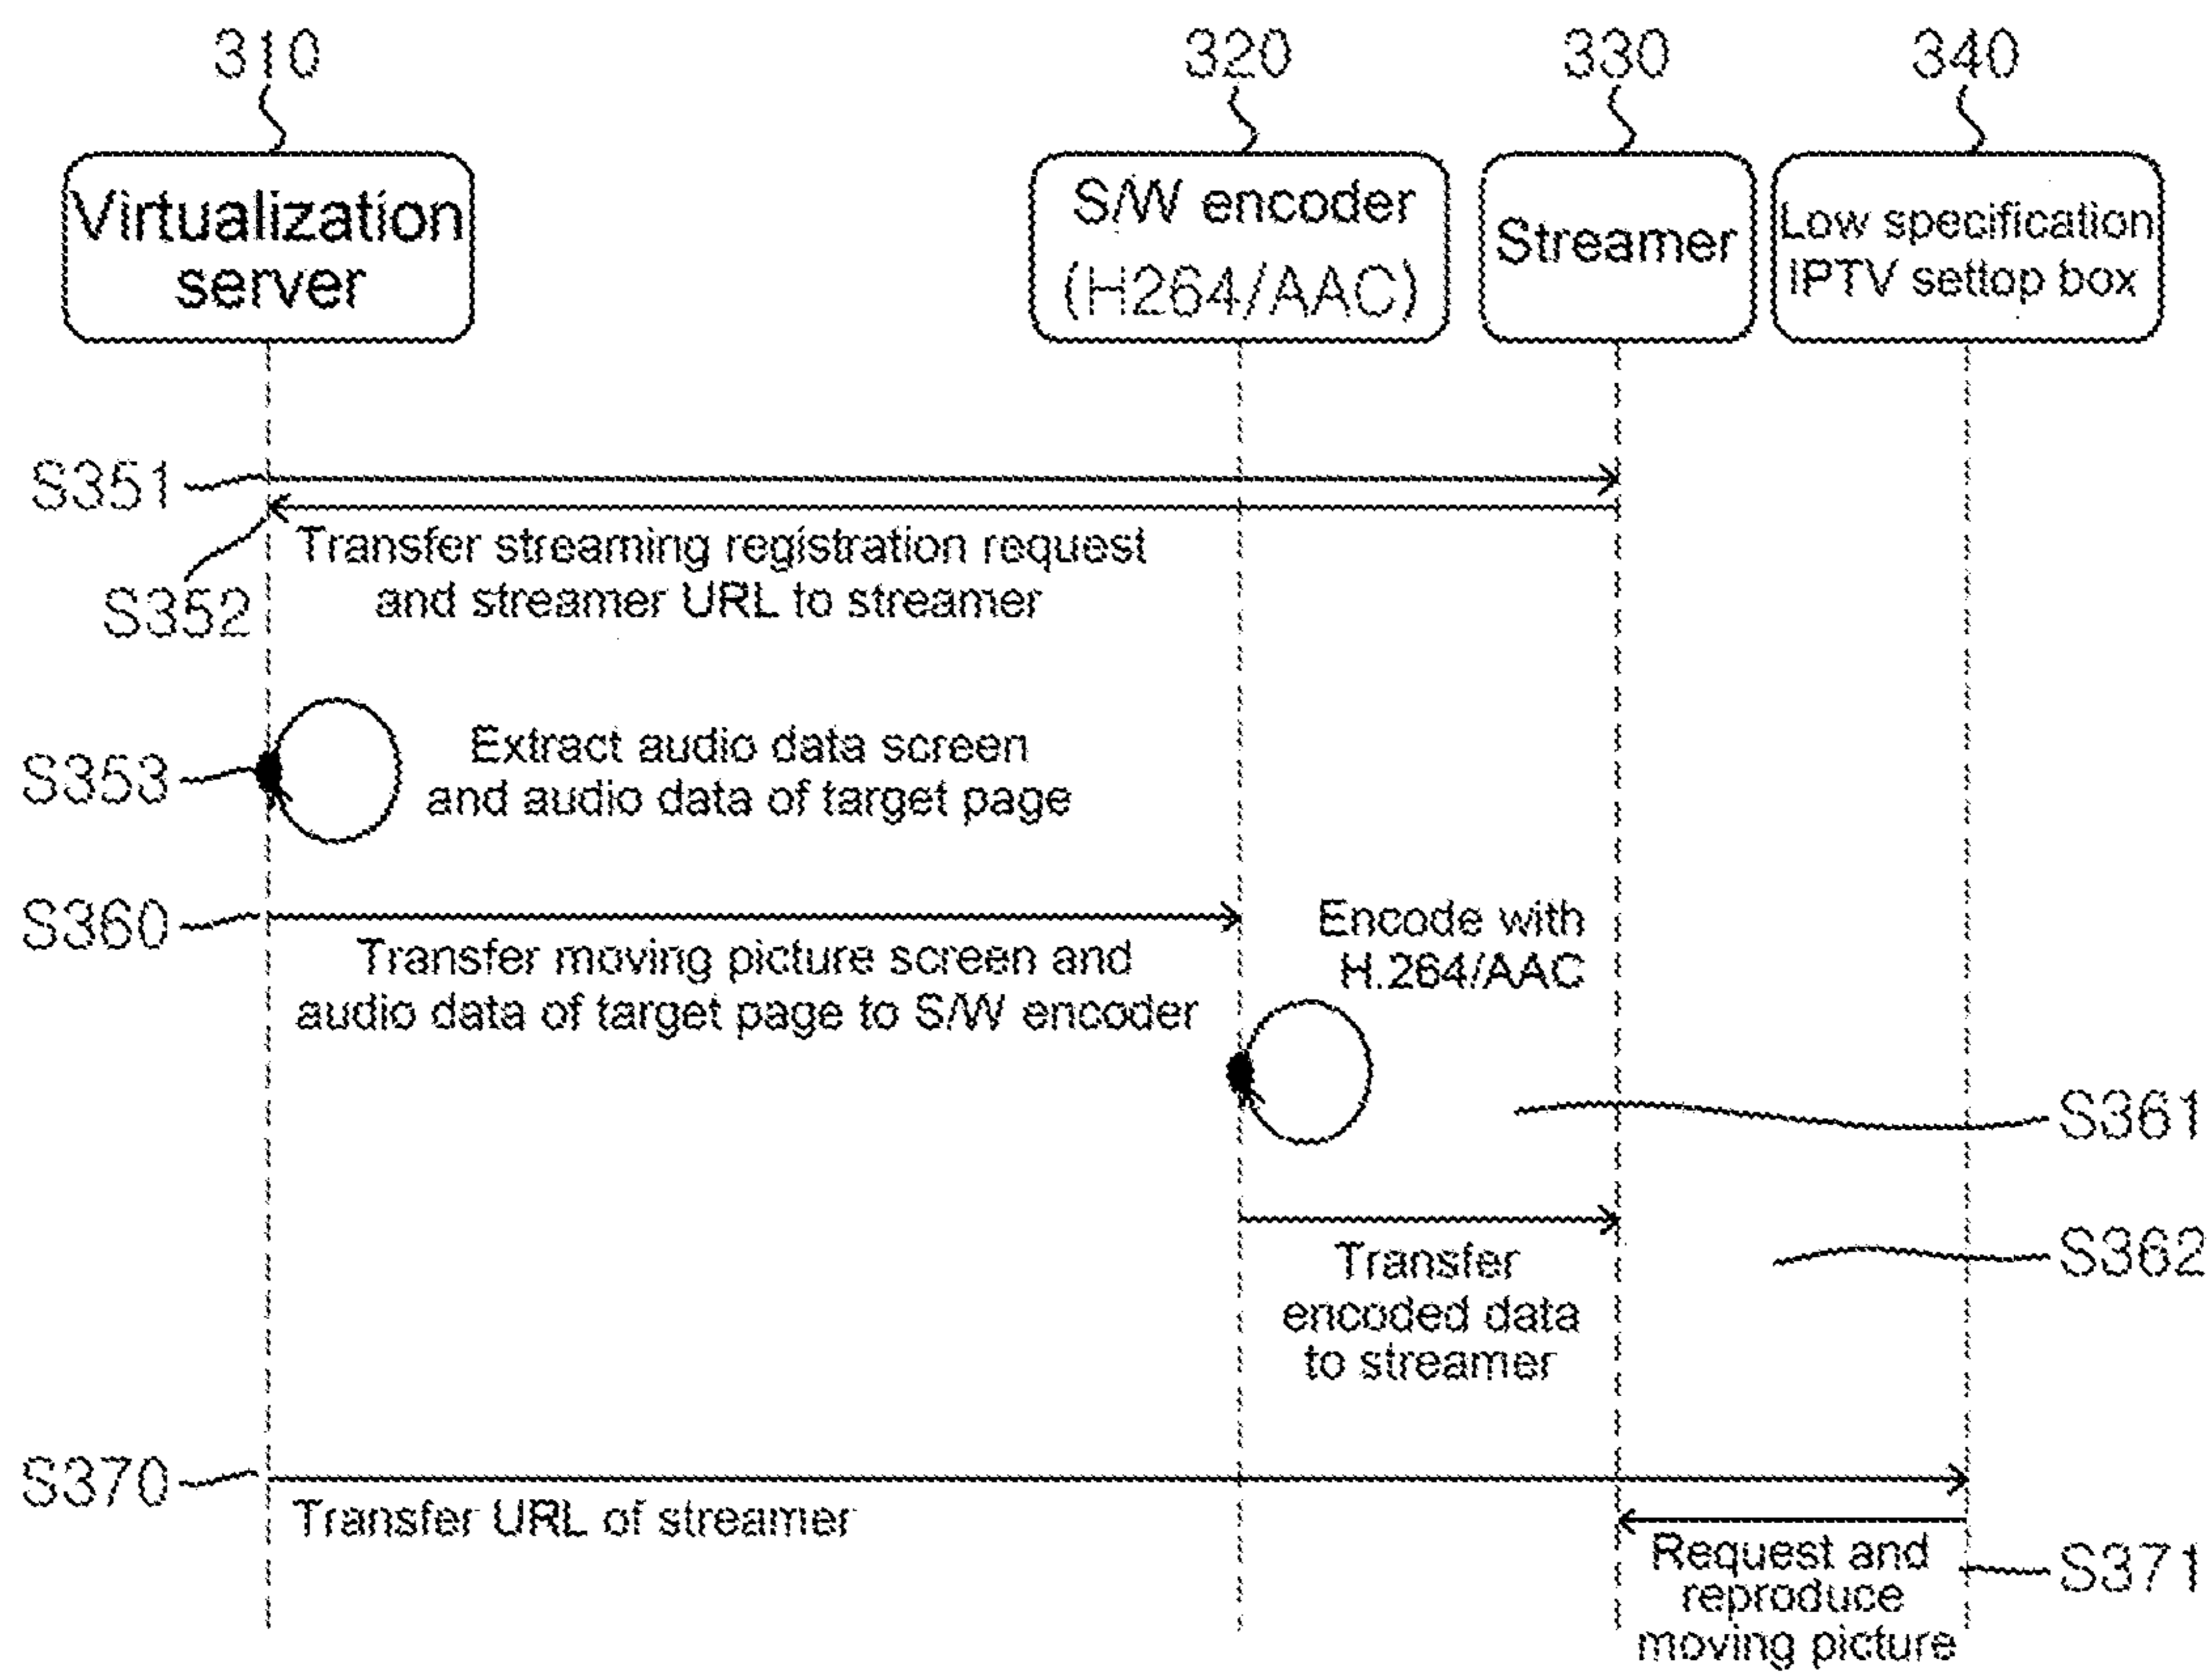 310
320
330
340
Virtualization
server
S/W encoder
(H264/AAC)
Streamer
Low specification
IPTV settop box
S351
S352
Transfer streaming registration request
and streamer URL to streamer
S353
Extract audio data screen
and audio data of target page
S360
Transfer moving picture screen and
audio data of target page to S/W encoder
Encode with
H.264/AAC
S361
Transfer
encoded data
to streamer
S362
S370
Transfer URL of streamer
Request and
reproduce
moving picture
S371